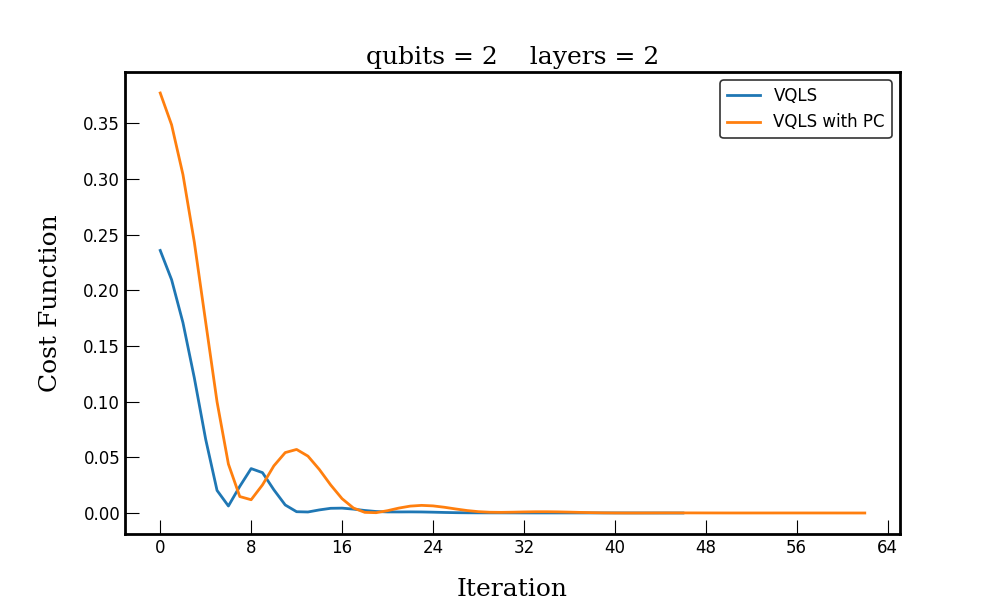 qubits = 2    layers = 2
VQLS
VQLS with PC
Cost Function
0.35
0.30
0.25
0.20
0.15
0.10
0.05
0.00
0 8 16 24 32 40 48 56 64
Iteration